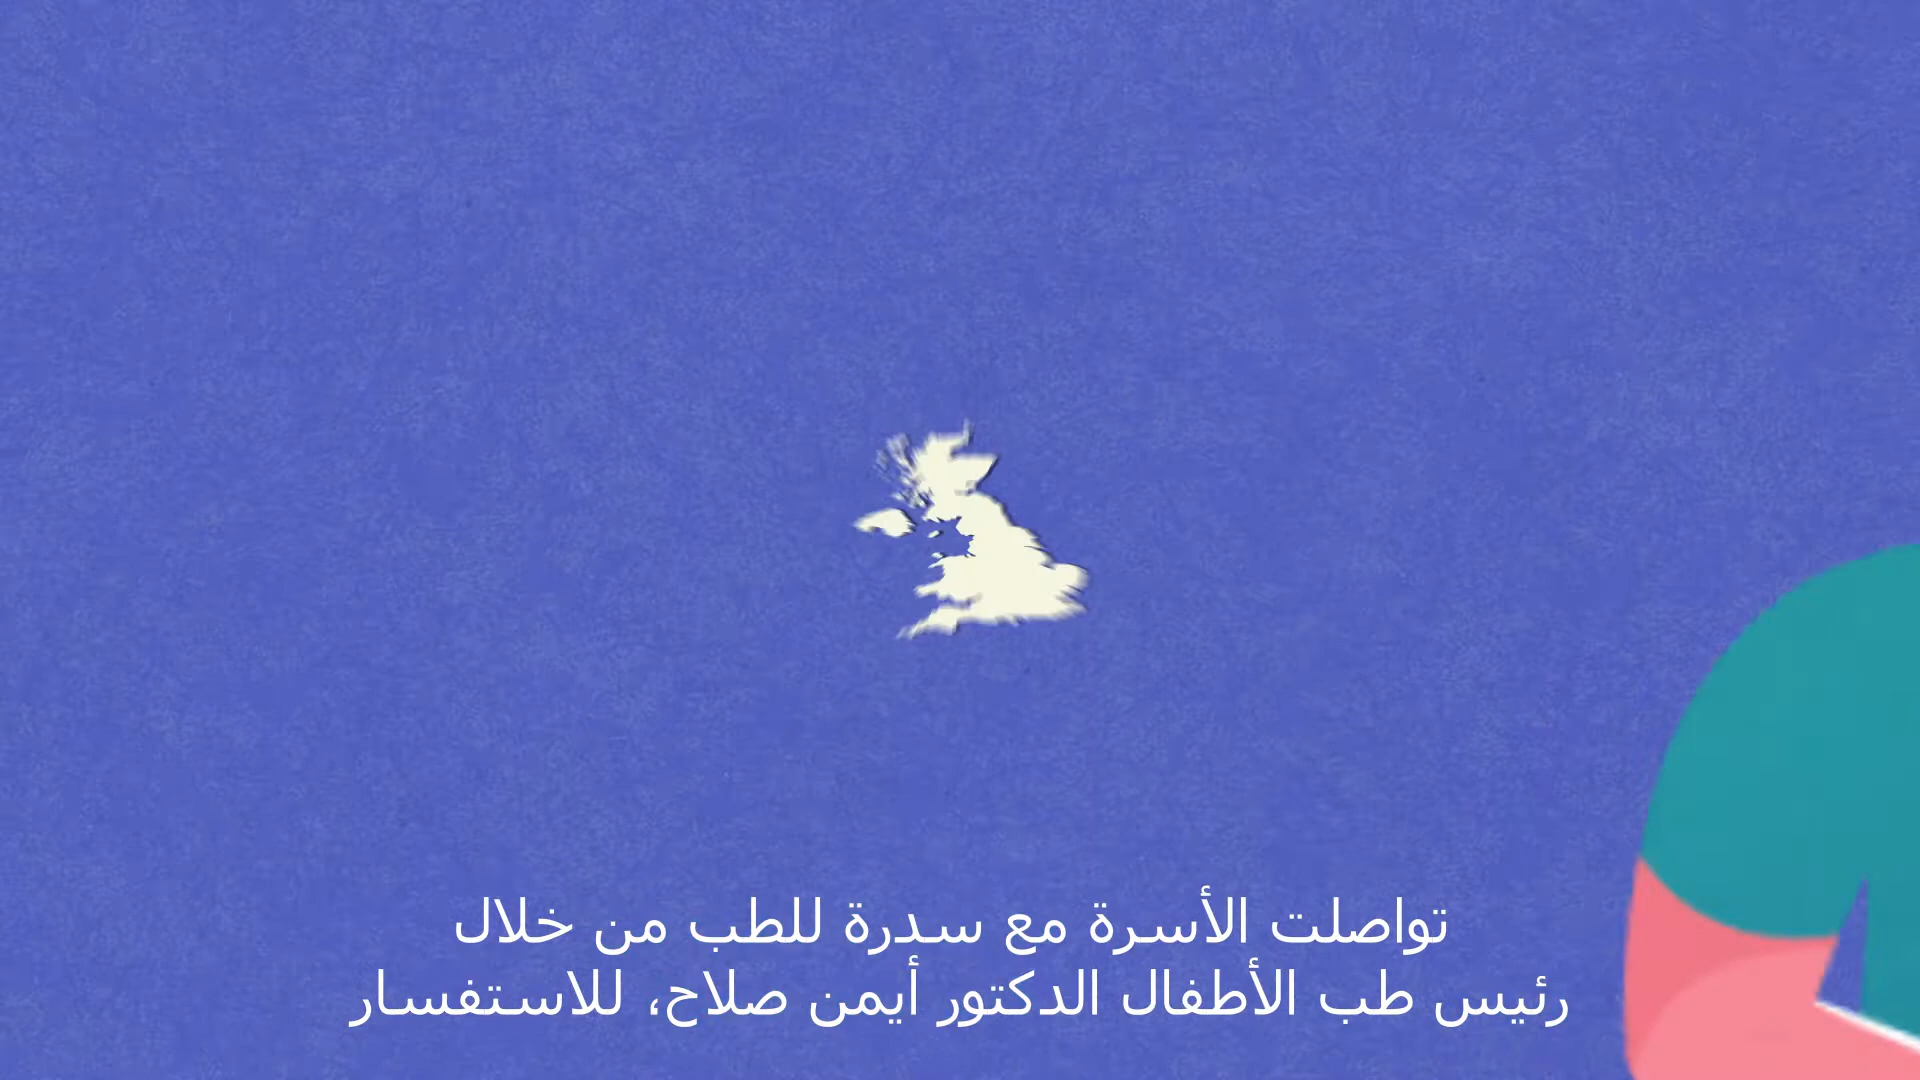 تواصلت الأسرة مع سدرة للطب من خلال
رئيس طب الأطفال الدكتور أيمن صلاح، للاستفسار